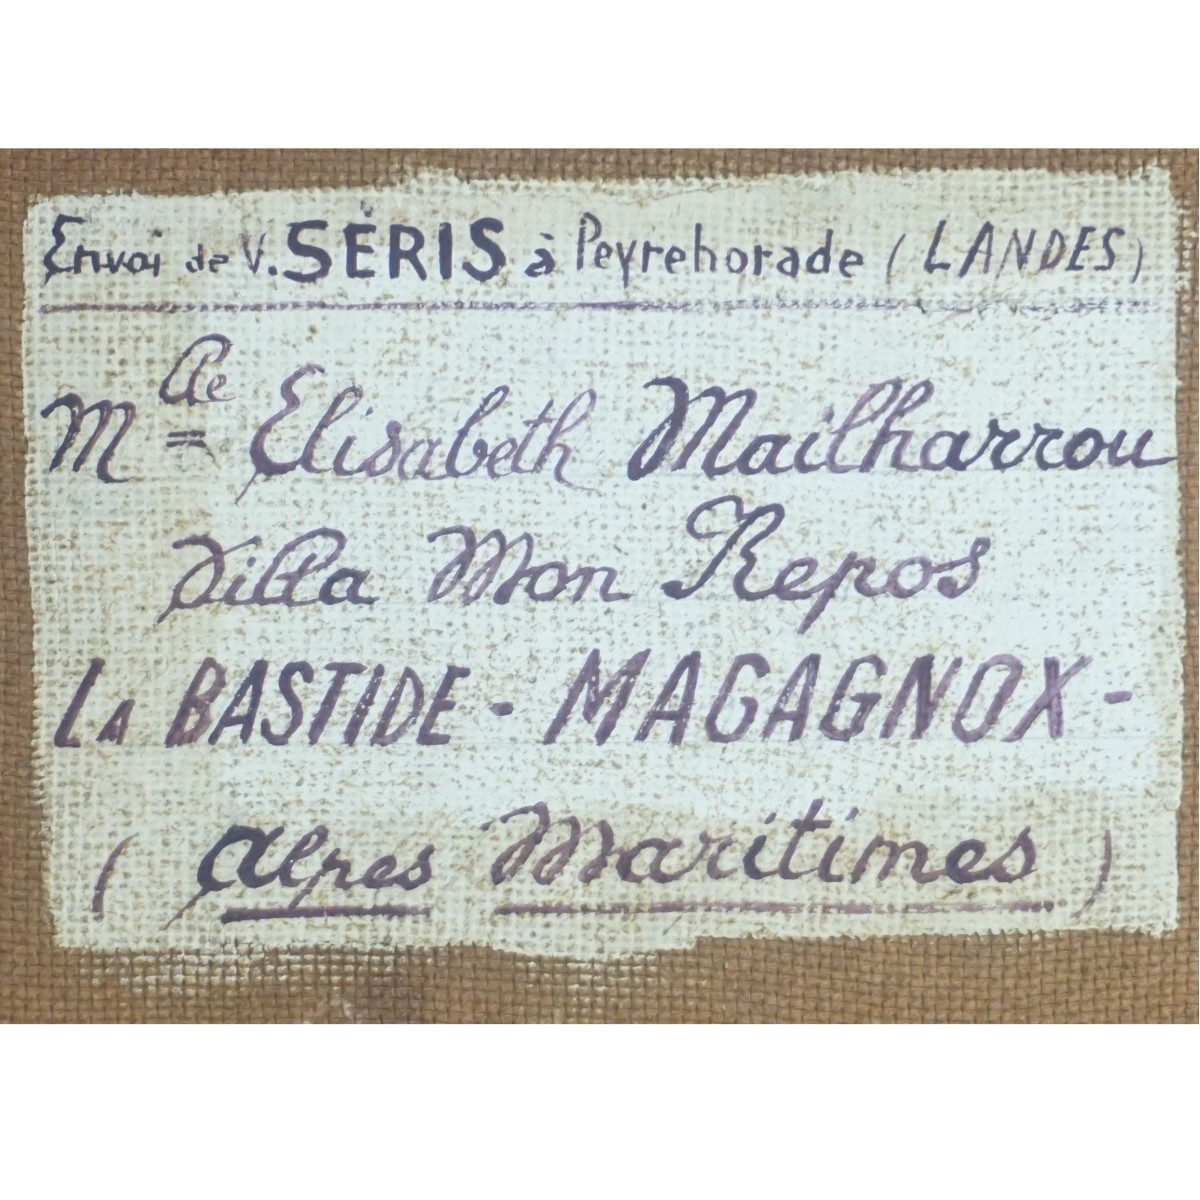 Envoi de V. SÉRIS à Peyrehorade (LANDES)
Mlle = Elisabeth Mailharrou
Villa Mon Repos
LA BASTIDE - MAGAGNOX -
(Alpes Maritimes)